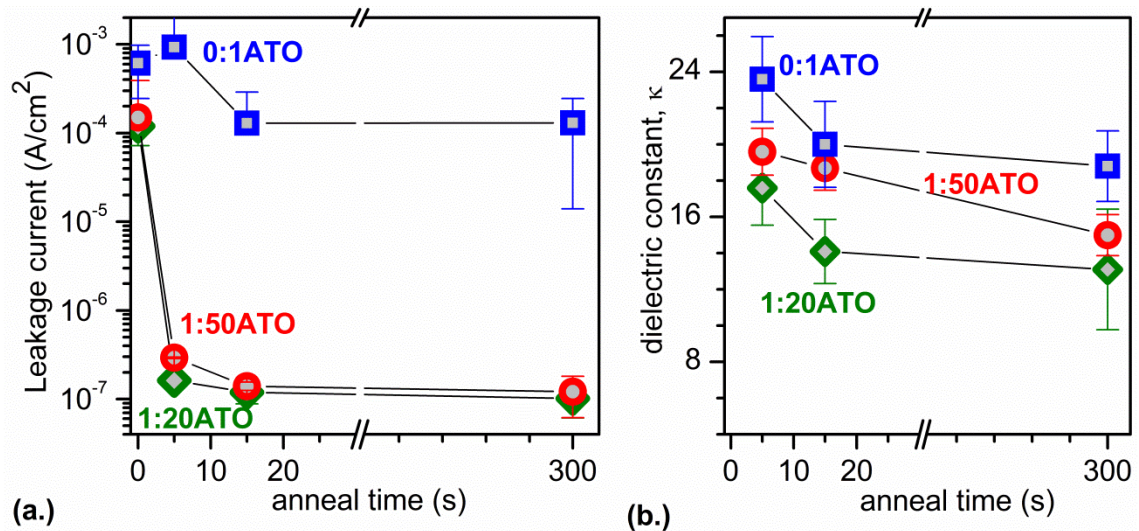 Leakage current (A/cm²)
10⁻³
10⁻⁴
10⁻⁵
10⁻⁶
10⁻⁷
0:1ATO
1:50ATO
1:20ATO
0 10 20 300
anneal time (s)
(a.)
dielectric constant, κ
24
16
8
0:1ATO
1:50ATO
1:20ATO
0 10 20 300
anneal time (s)
(b.)